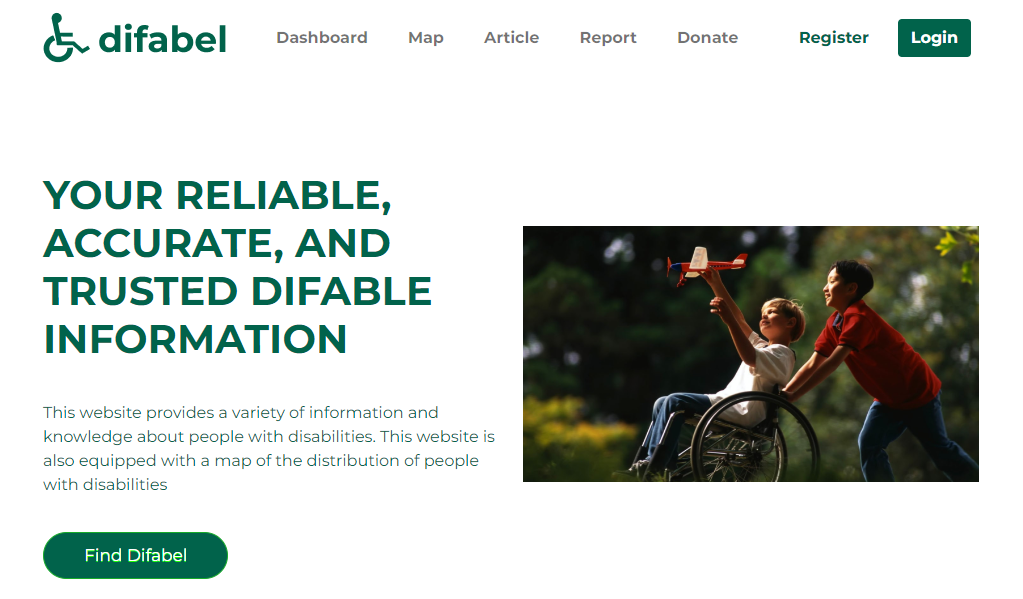 difabel
Dashboard
Map
Article
Report
Donate
Register
Login
YOUR RELIABLE,
ACCURATE, AND
TRUSTED DIFABLE
INFORMATION
This website provides a variety of information and
knowledge about people with disabilities. This website is
also equipped with a map of the distribution of people
with disabilities
Find Difabel